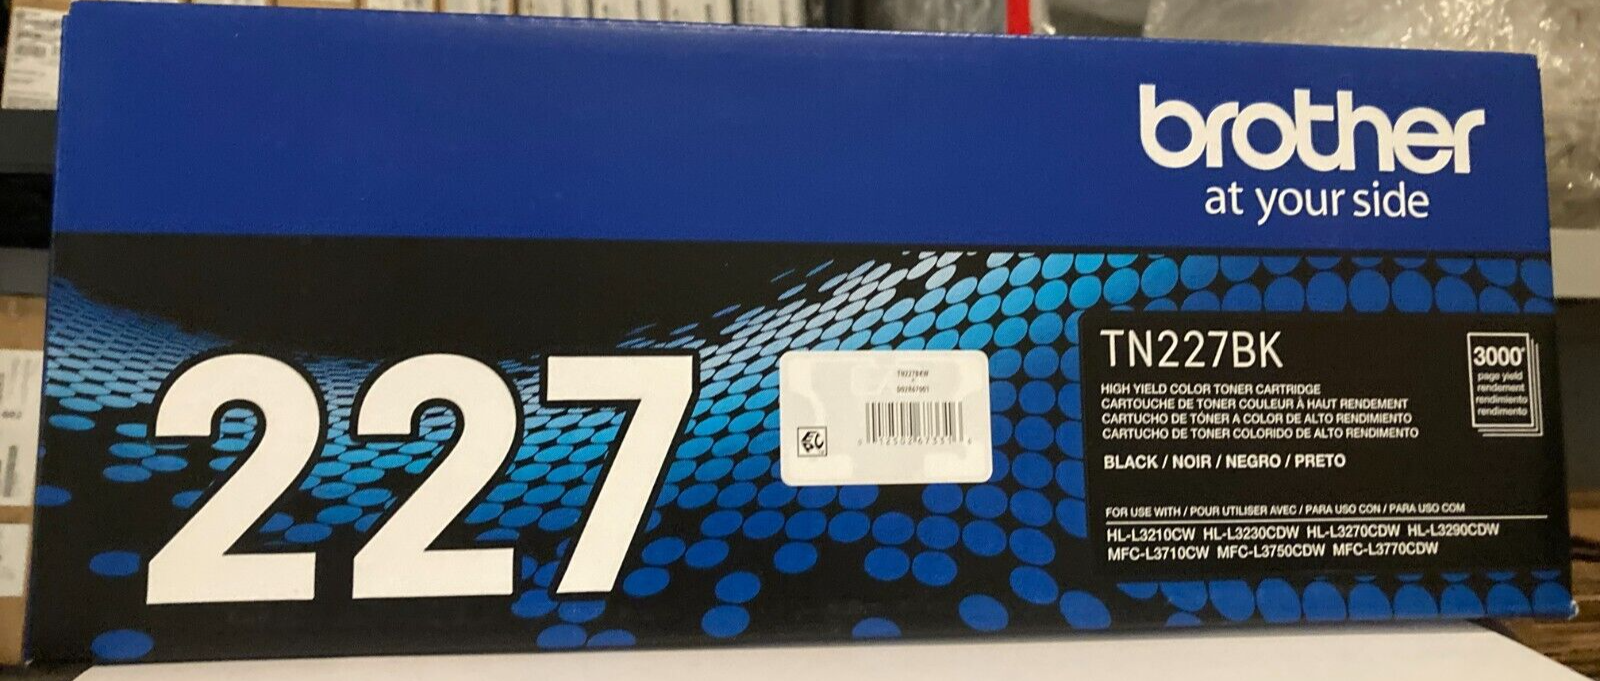 brother
at your side
227
TN227BKW
TN227BK
HIGH YIELD COLOR TONER CARTRIDGE
CARTOUCHE DE TONER COULEUR À HAUT RENDEMENT
CARTUCHO DE TÓNER A COLOR DE ALTO RENDIMIENTO
CARTUCHO DE TONER COLORIDO DE ALTO RENDIMENTO
BLACK / NOIR / NEGRO / PRETO
3000*
page yield
rendement
rendimiento
rendimento
FOR USE WITH / POUR UTILISER AVEC / PARA USO CON / PARA USO COM
HL-L3210CW HL-L3230CDW HL-L3270CDW HL-L3290CDW
MFC-L3710CW MFC-L3750CDW MFC-L3770CDW